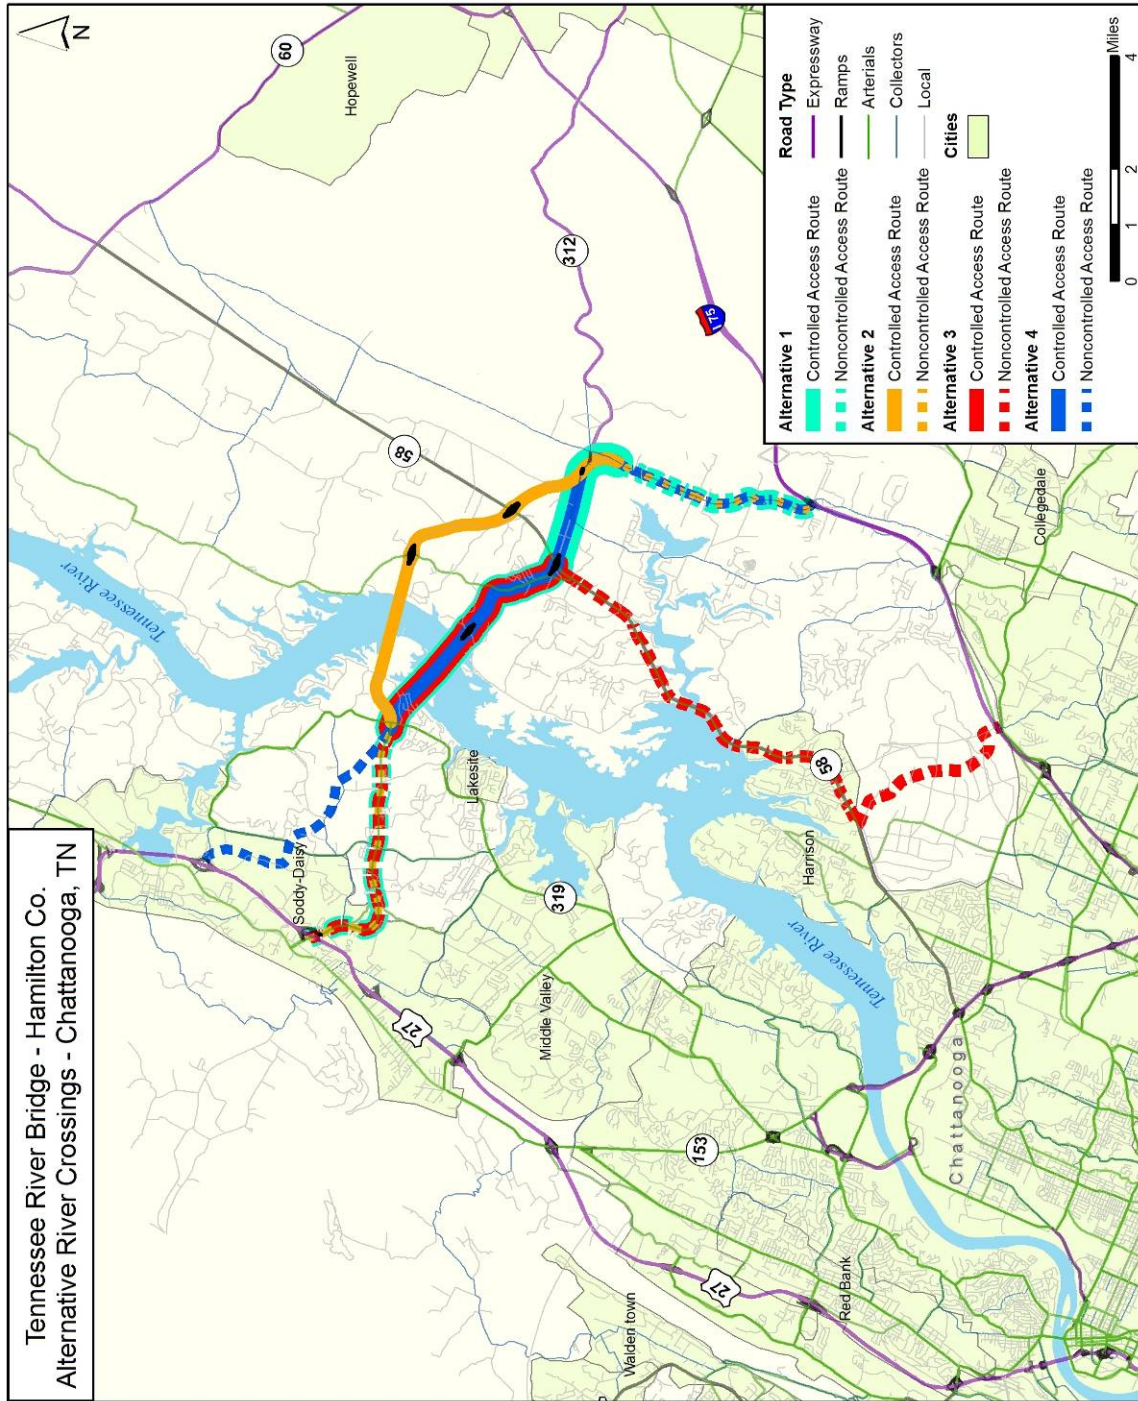 Tennessee River Bridge - Hamilton Co.
Alternative River Crossings - Chattanooga, TN
N
60
Hopewell
58
312
I 75
Tennessee River
Soddy-Daisy
Lakesite
319
27
Middle Valley
Harrison
58
Tennessee River
Collegedale
153
Chattanooga
Red Bank
27
Walden town
Alternative 1
Controlled Access Route
Noncontrolled Access Route
Alternative 2
Controlled Access Route
Noncontrolled Access Route
Alternative 3
Controlled Access Route
Noncontrolled Access Route
Alternative 4
Controlled Access Route
Noncontrolled Access Route
Road Type
Expressway
Ramps
Arterials
Collectors
Local
Cities
0 1 2 4
Miles